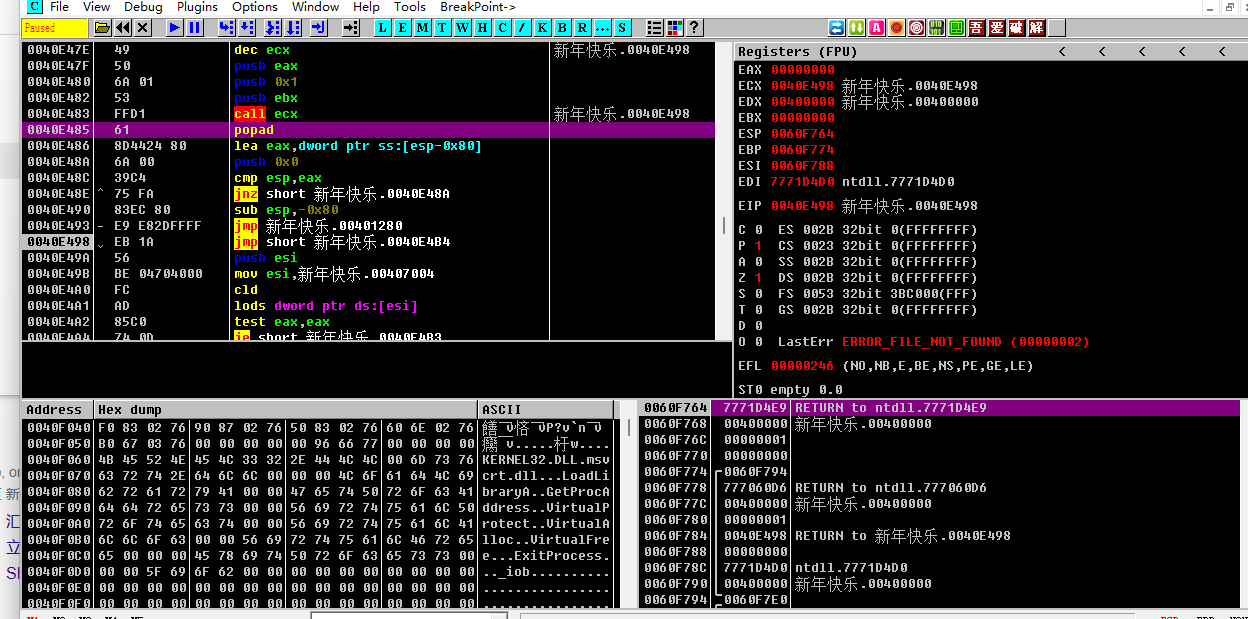 File View Debug Plugins Options Window Help Tools BreakPoint->
Paused L E M T W H C / K B R ... S ? A 吾 爱 破 解
0040E47E 49 dec ecx 新年快乐.0040E498
0040E47F 50 push eax
0040E480 6A 01 push 0x1
0040E482 53 push ebx
0040E483 FFD1 call ecx 新年快乐.0040E498
0040E485 61 popad
0040E486 8D4424 80 lea eax,dword ptr ss:[esp-0x80]
0040E48A 6A 00 push 0x0
0040E48C 39C4 cmp esp,eax
0040E48E ^ 75 FA jnz short 新年快乐.0040E48A
0040E490 83EC 80 sub esp,-0x80
0040E493 - E9 E82DFFFF jmp 新年快乐.00401280
0040E498 EB 1A jmp short 新年快乐.0040E4B4
0040E49A 56 push esi
0040E49B BE 04704000 mov esi,新年快乐.00407004
0040E4A0 FC cld
0040E4A1 AD lods dword ptr ds:[esi]
0040E4A2 85C0 test eax,eax
0040E4A4 74 0D je short 新年快乐.0040E4B3
Registers (FPU) < < < < <
EAX 00000000
ECX 0040E498 新年快乐.0040E498
EDX 00400000 新年快乐.00400000
EBX 00000000
ESP 0060F764
EBP 0060F774
ESI 0060F788
EDI 7771D4D0 ntdll.7771D4D0
EIP 0040E498 新年快乐.0040E498
C 0 ES 002B 32bit 0(FFFFFFFF)
P 1 CS 0023 32bit 0(FFFFFFFF)
A 0 SS 002B 32bit 0(FFFFFFFF)
Z 1 DS 002B 32bit 0(FFFFFFFF)
S 0 FS 0053 32bit 3BC000(FFF)
T 0 GS 002B 32bit 0(FFFFFFFF)
D 0
O 0 LastErr ERROR_FILE_NOT_FOUND (00000002)
EFL 00000246 (NO,NB,E,BE,NS,PE,GE,LE)
ST0 empty 0.0
Address Hex dump ASCII
0040F040 F0 83 02 76 90 87 02 76 50 83 02 76 60 6E 02 76
0040F050 B0 67 03 76 00 00 00 00 00 96 66 77 00 00 00 00
0040F060 4B 45 52 4E 45 4C 33 32 2E 44 4C 4C 00 6D 73 76 KERNEL32.DLL.msv
0040F070 63 72 74 2E 64 6C 6C 00 00 00 4C 6F 61 64 4C 69 crt.dll...LoadLi
0040F080 62 72 61 72 79 41 00 00 47 65 74 50 72 6F 63 41 braryA..GetProcA
0040F090 64 64 72 65 73 73 00 00 56 69 72 74 75 61 6C 50 ddress..VirtualP
0040F0A0 72 6F 74 65 63 74 00 00 56 69 72 74 75 61 6C 41 rotect..VirtualA
0040F0B0 6C 6C 6F 63 00 00 56 69 72 74 75 61 6C 46 72 65 lloc..VirtualFre
0040F0C0 65 00 00 00 45 78 69 74 50 72 6F 63 65 73 73 00 e...ExitProcess.
0040F0D0 00 00 5F 69 6F 62 00 00 00 00 00 00 00 00 00 00 .._iob..........
0040F0E0 00 00 00 00 00 00 00 00 00 00 00 00 00 00 00 00 ................
0040F0F0 00 00 00 00 00 00 00 00 00 00 00 00 00 00 00 00 ................
0060F764 7771D4E9 RETURN to ntdll.7771D4E9
0060F768 00400000 新年快乐.00400000
0060F76C 00000001
0060F770 00000000
0060F774 0060F794
0060F778 777060D6 RETURN to ntdll.777060D6
0060F77C 00400000 新年快乐.00400000
0060F780 00000001
0060F784 0040E498 RETURN to 新年快乐.0040E498
0060F788 00000000
0060F78C 7771D4D0 ntdll.7771D4D0
0060F790 00400000 新年快乐.00400000
0060F794 0060F7E0